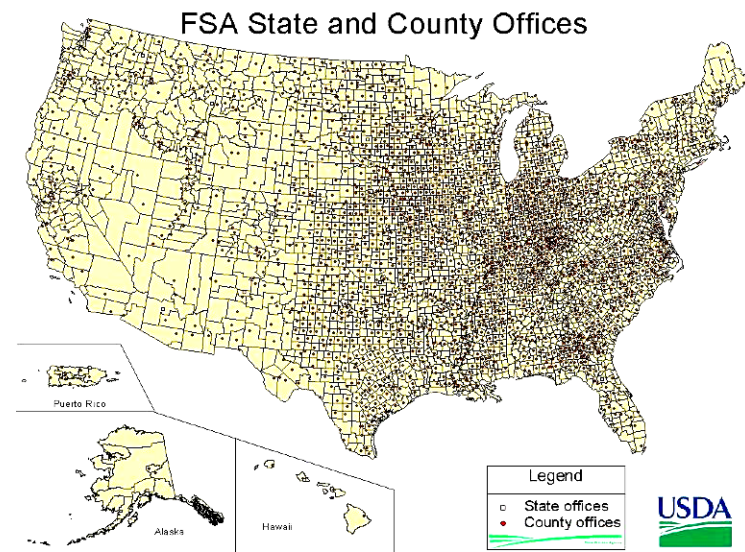 FSA State and County Offices
Puerto Rico
Alaska
Hawaii
Legend
State offices
County offices
USDA